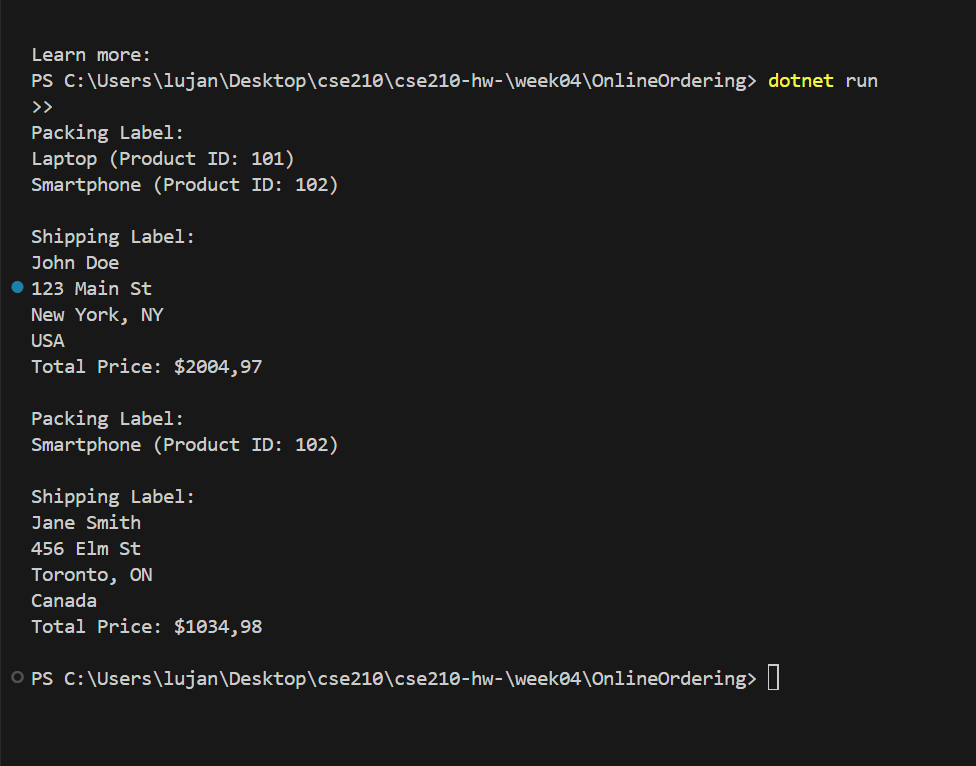 Learn more:
PS C:\Users\lujan\Desktop\cse210\cse210-hw-\week04\OnlineOrdering> dotnet run
>>
Packing Label:
Laptop (Product ID: 101)
Smartphone (Product ID: 102)

Shipping Label:
John Doe
123 Main St
New York, NY
USA
Total Price: $2004,97

Packing Label:
Smartphone (Product ID: 102)

Shipping Label:
Jane Smith
456 Elm St
Toronto, ON
Canada
Total Price: $1034,98

PS C:\Users\lujan\Desktop\cse210\cse210-hw-\week04\OnlineOrdering>